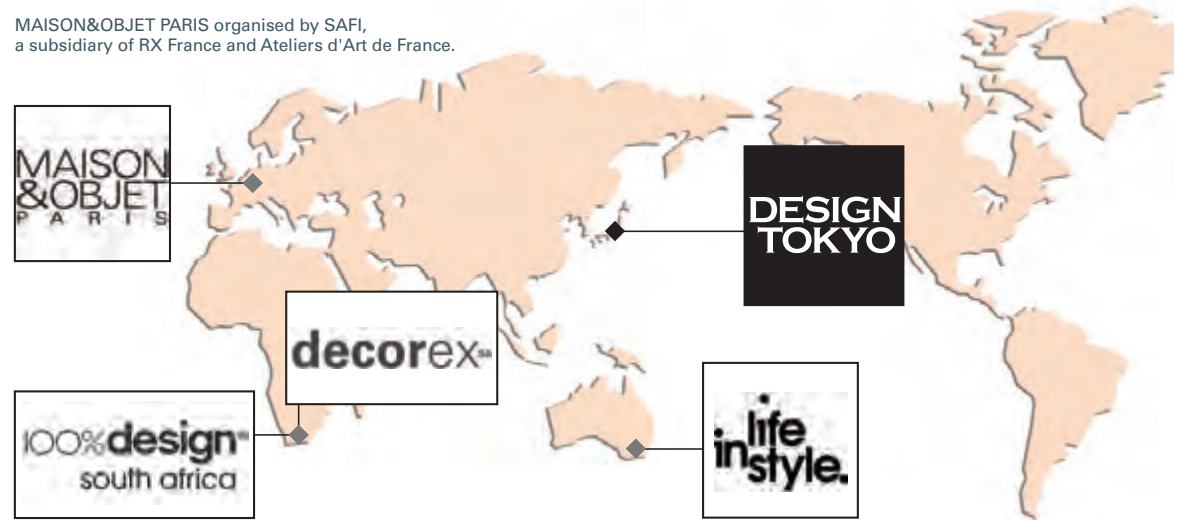 MAISON&OBJET PARIS organised by SAFI,
a subsidiary of RX France and Ateliers d'Art de France.
MAISON
&OBJET
PARIS
DESIGN
TOKYO
decorex sa
100%design
south africa
life
instyle.